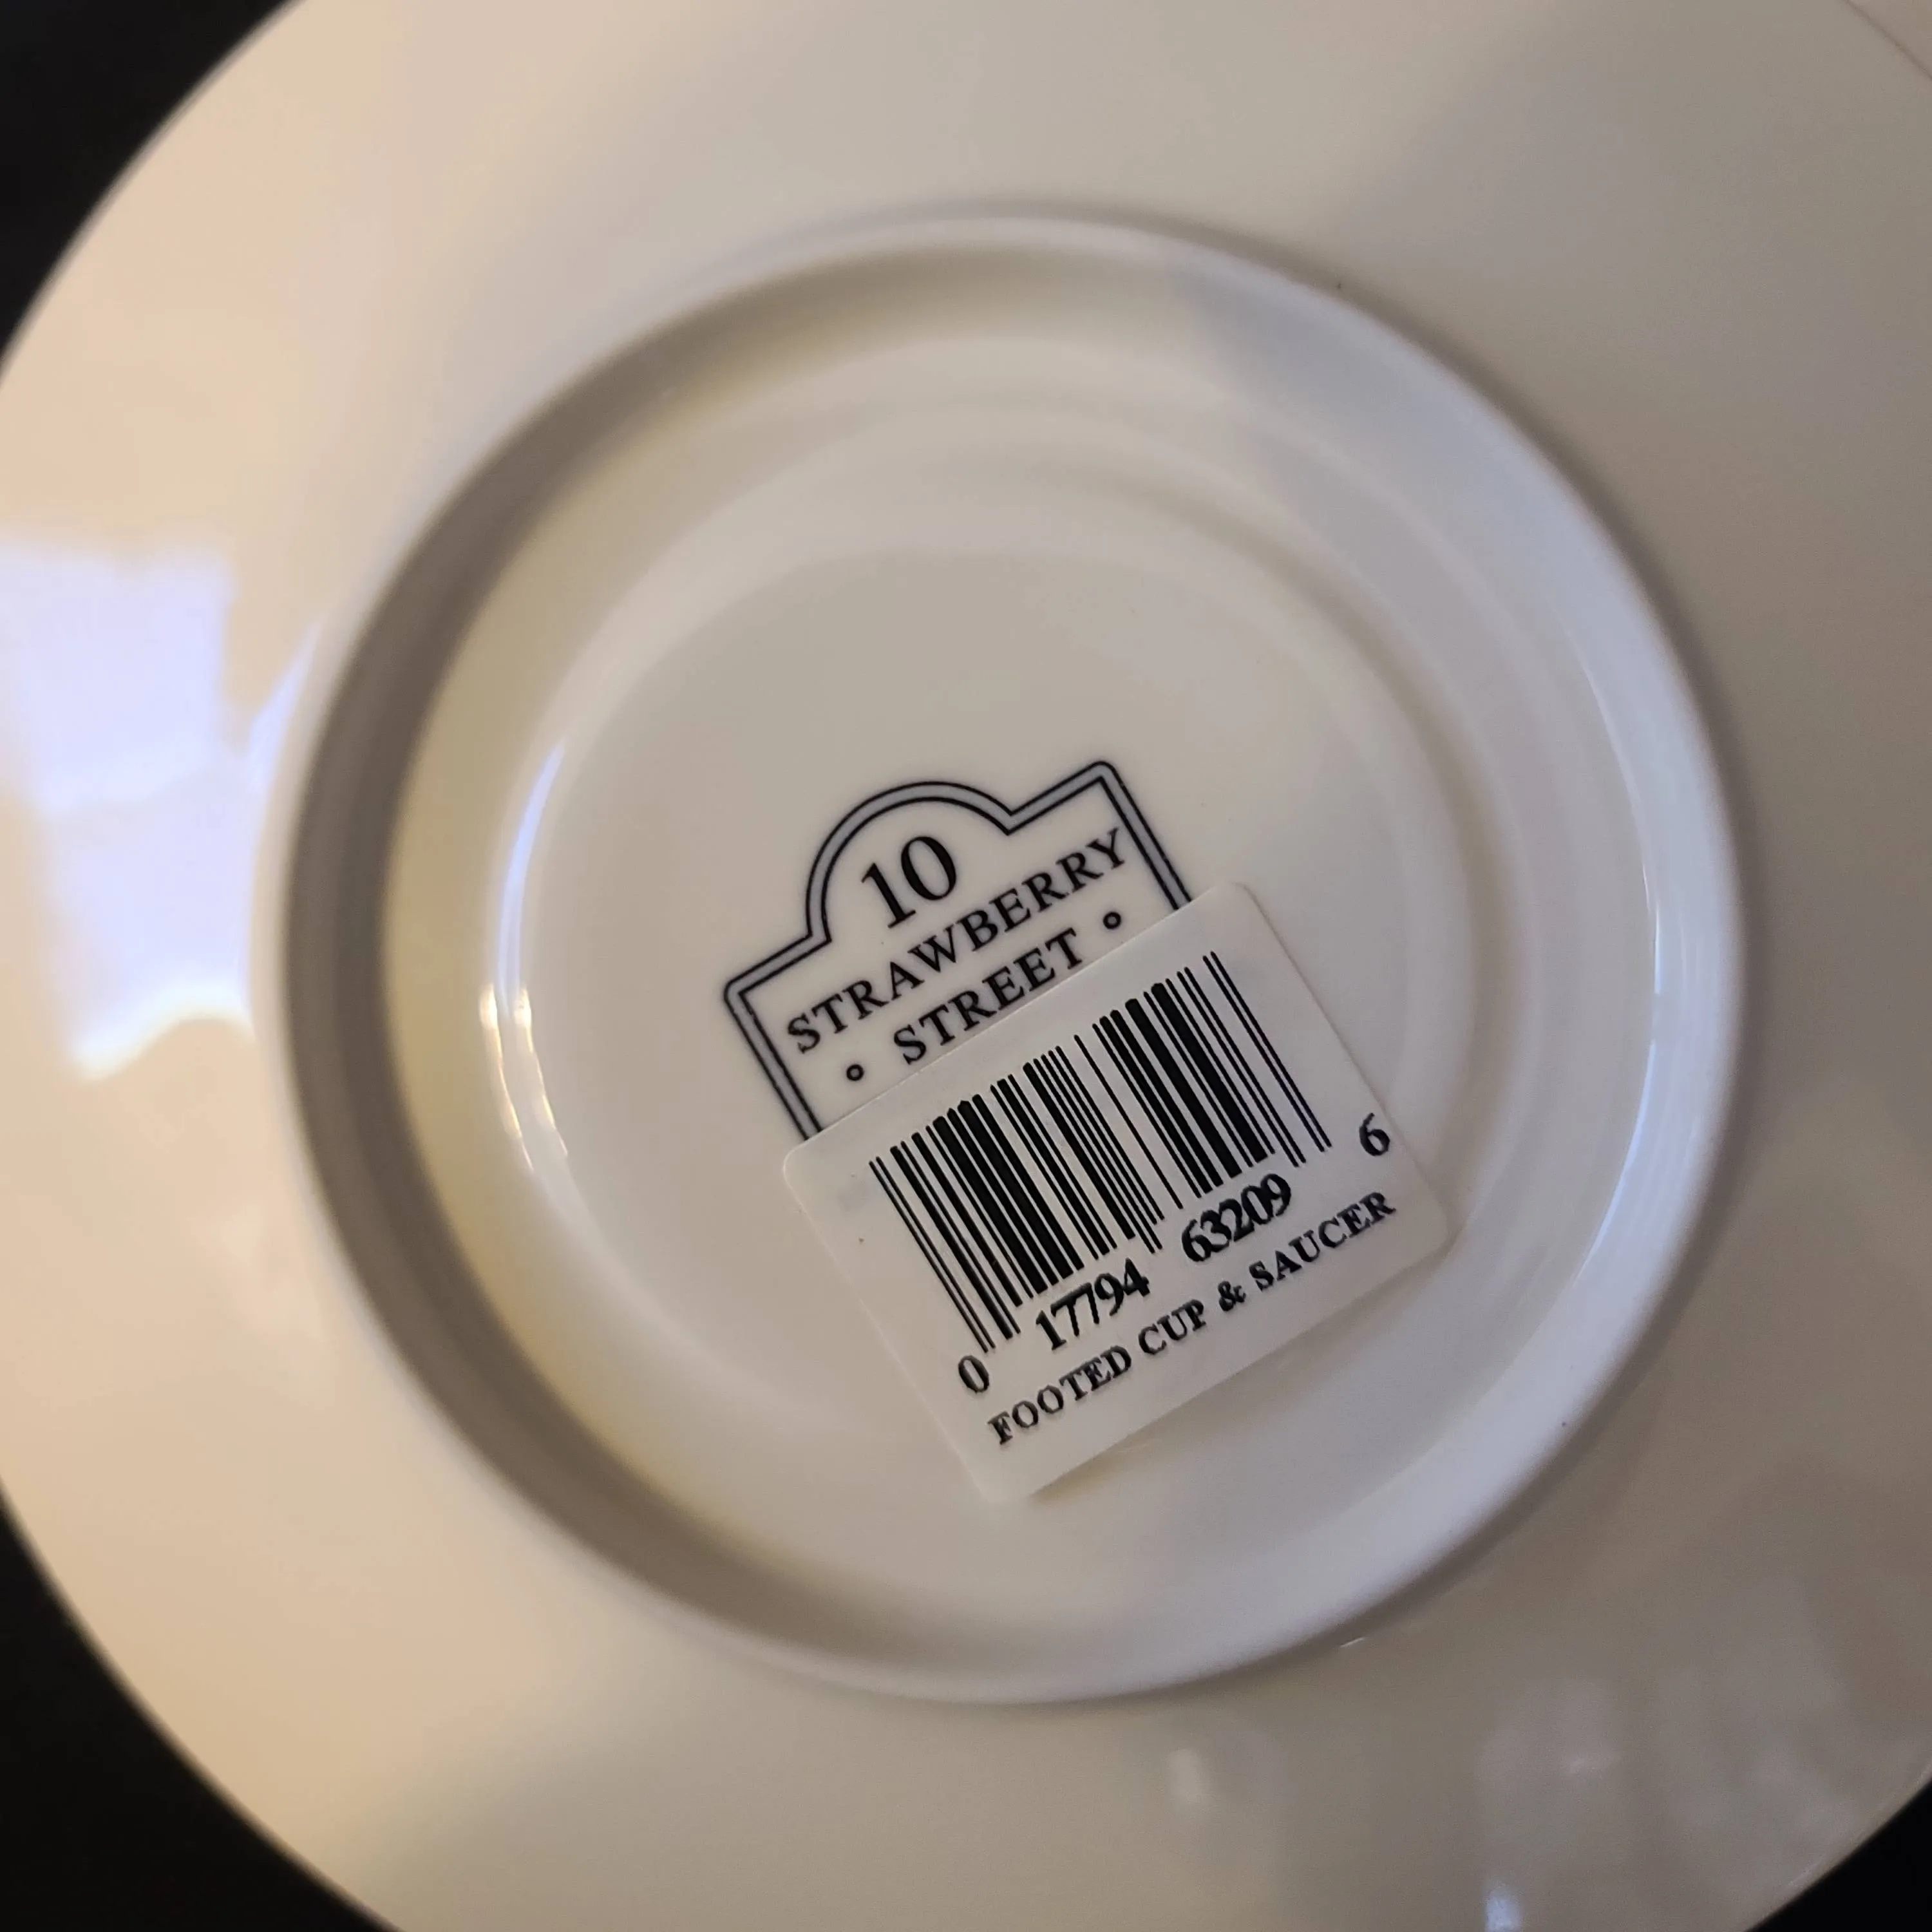 10
STRAWBERRY
STREET
0 17794 63209 6
FOOTED CUP & SAUCER